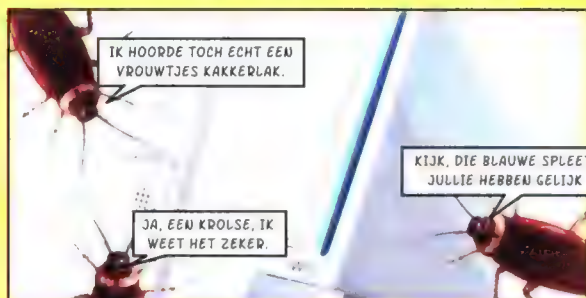 IK HOORDE TOCH ECHT EEN
VROUWTJES KAKKERLAK.
KIJK, DIE BLAUWE SPLEET
JULLIE HEBBEN GELIJK
JA, EEN KROLSE, IK
WEET HET ZEKER.